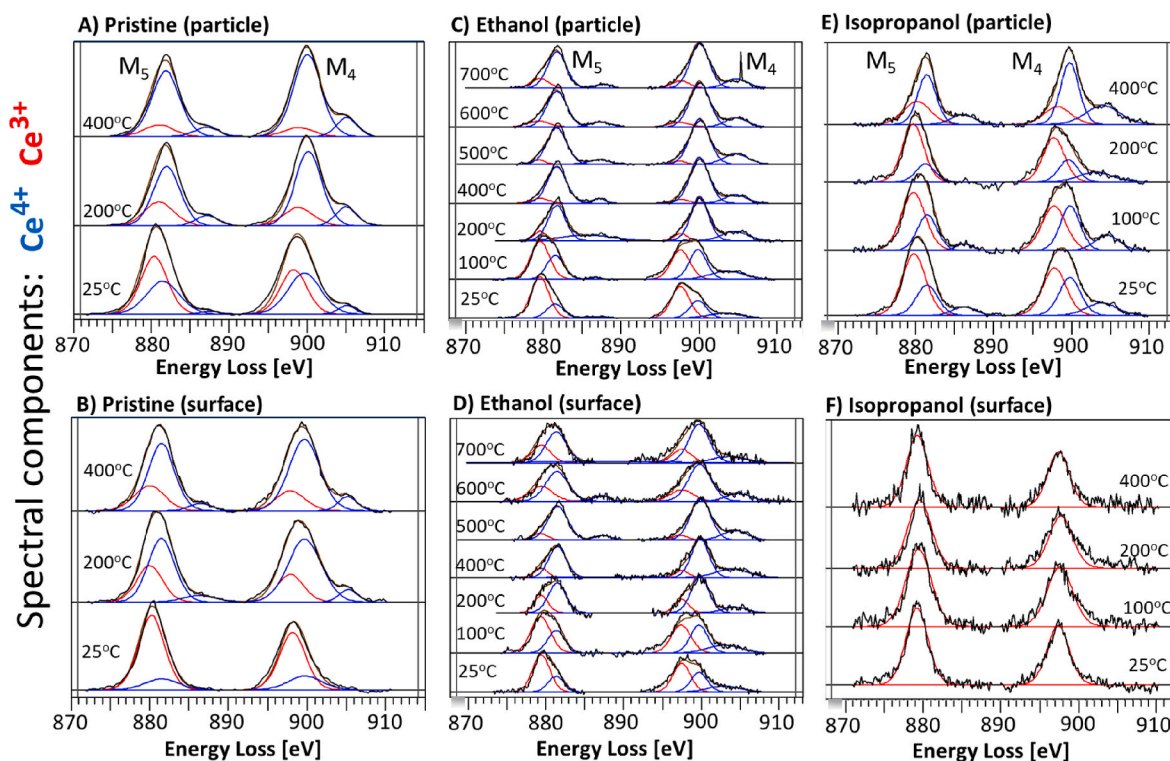 Spectral components: Ce4+ Ce3+
A) Pristine (particle)
M5
M4
400°C
200°C
25°C
870 880 890 900 910
Energy Loss [eV]
B) Pristine (surface)
400°C
200°C
25°C
870 880 890 900 910
Energy Loss [eV]
C) Ethanol (particle)
M5
M4
700°C
600°C
500°C
400°C
200°C
100°C
25°C
870 880 890 900 910
Energy Loss [eV]
D) Ethanol (surface)
700°C
600°C
500°C
400°C
200°C
100°C
25°C
870 880 890 900 910
Energy Loss [eV]
E) Isopropanol (particle)
M5
M4
400°C
200°C
100°C
25°C
870 880 890 900 910
Energy Loss [eV]
F) Isopropanol (surface)
400°C
200°C
100°C
25°C
870 880 890 900 910
Energy Loss [eV]